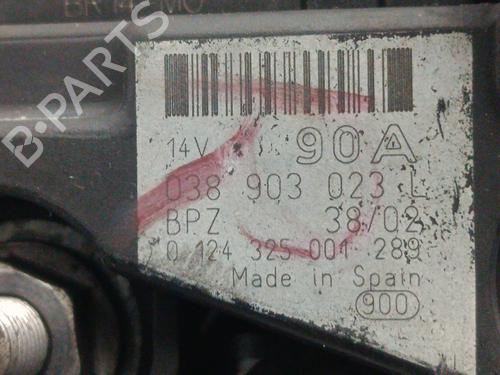 B-PARTS
14V 90A
038 903 023 L
BPZ 38/02
0 124 325 001 289
Made in Spain
900